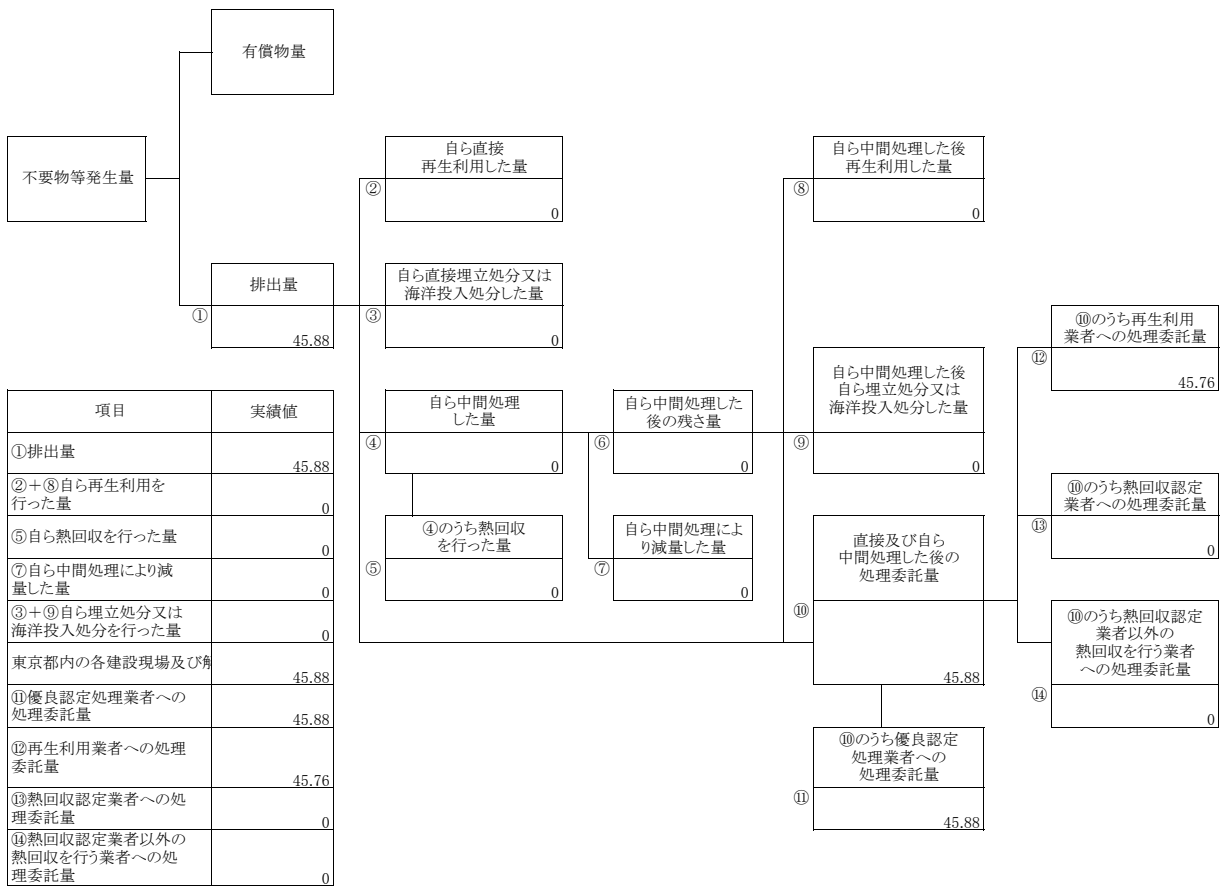 有償物量
不要物等発生量
自ら直接
再生利用した量
②
0
自ら中間処理した後
再生利用した量
⑧
0
排出量
①
45.88
自ら直接埋立処分又は
海洋投入処分した量
③
0
⑩のうち再生利用
業者への処理委託量
⑫
45.76
自ら中間処理
した量
④
0
自ら中間処理した
後の残さ量
⑥
0
自ら中間処理した後
自ら埋立処分又は
海洋投入処分した量
⑨
0
⑩のうち熱回収認定
業者への処理委託量
⑬
0
④のうち熱回収
を行った量
⑤
0
自ら中間処理によ
り減量した量
⑦
0
直接及び自ら
中間処理した後の
処理委託量
⑩
45.88
⑩のうち熱回収認定
業者以外の
熱回収を行う業者
への処理委託量
⑭
0
⑩のうち優良認定
処理業者への
処理委託量
⑪
45.88
項目
実績値
①排出量
45.88
②+⑧自ら再生利用を
行った量
0
⑤自ら熱回収を行った量
0
⑦自ら中間処理により減
量した量
0
③+⑨自ら埋立処分又は
海洋投入処分を行った量
0
東京都内の各建設現場及び解
45.88
⑪優良認定処理業者への
処理委託量
45.88
⑫再生利用業者への処理
委託量
45.76
⑬熱回収認定業者への処
理委託量
0
⑭熱回収認定業者以外の
熱回収を行う業者への処
理委託量
0